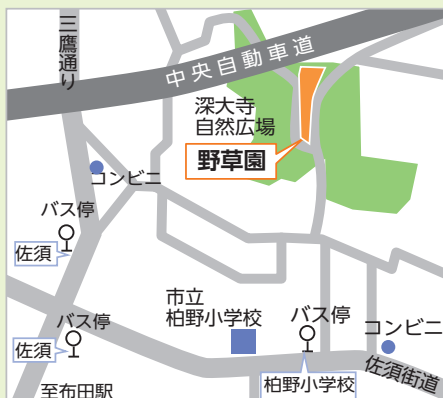 三鷹通り
中央自動車道
深大寺
自然広場
野草園
コンビニ
バス停
佐須
市立
柏野小学校
バス停
佐須
バス停
柏野小学校
コンビニ
佐須街道
至布田駅